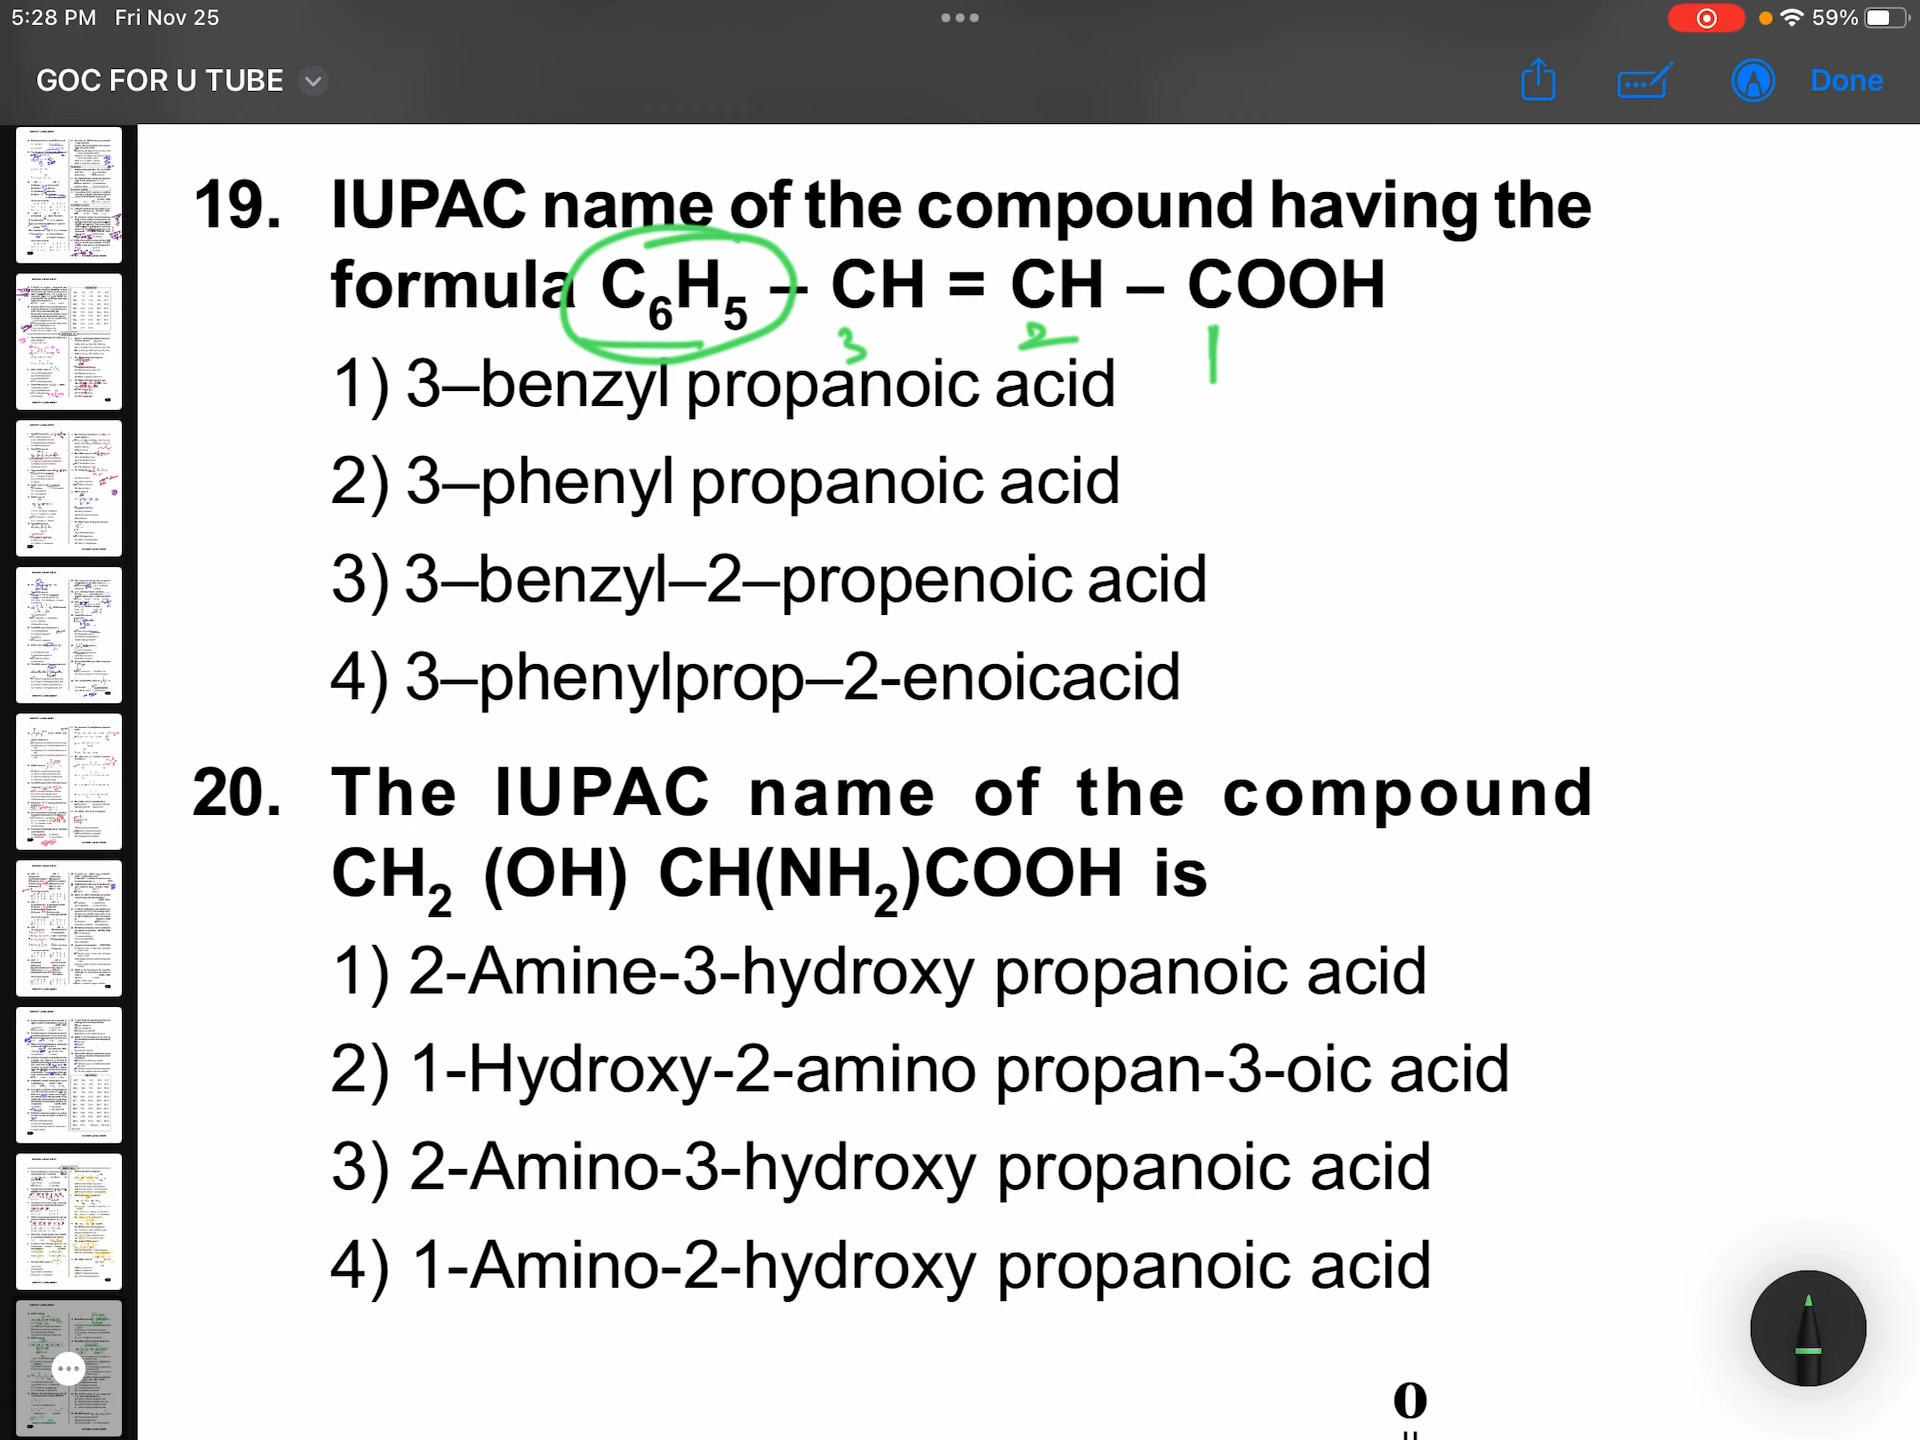 5:28 PM Fri Nov 25
59%
GOC FOR U TUBE
Done
19. IUPAC name of the compound having the
formula C₆H₅ – CH = CH – COOH
3 2 1
1) 3–benzyl propanoic acid
2) 3–phenyl propanoic acid
3) 3–benzyl–2–propenoic acid
4) 3–phenylprop–2-enoicacid
20. The IUPAC name of the compound
CH₂ (OH) CH(NH₂)COOH is
1) 2-Amine-3-hydroxy propanoic acid
2) 1-Hydroxy-2-amino propan-3-oic acid
3) 2-Amino-3-hydroxy propanoic acid
4) 1-Amino-2-hydroxy propanoic acid
O